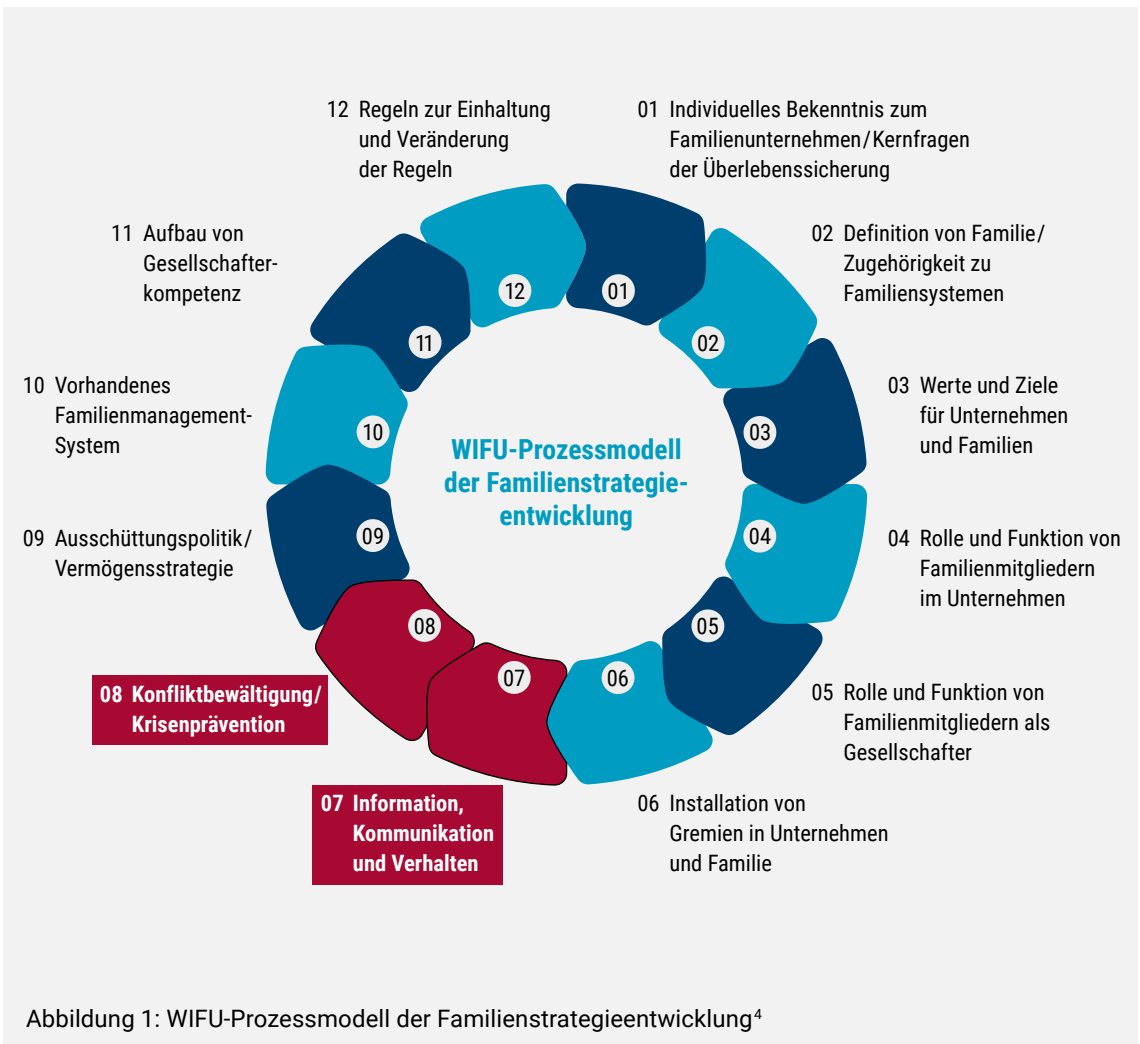 12 Regeln zur Einhaltung
und Veränderung
der Regeln
01 Individuelles Bekenntnis zum
Familienunternehmen/Kernfragen
der Überlebenssicherung
11 Aufbau von
Gesellschafter-
kompetenz
02 Definition von Familie/
Zugehörigkeit zu
Familiensystemen
12
01
11
02
10 Vorhandenes
Familienmanagement-
System
03 Werte und Ziele
für Unternehmen
und Familien
10
03
WIFU-Prozessmodell
der Familienstrategie-
entwicklung
09 Ausschüttungspolitik/
Vermögensstrategie
09
04
04 Rolle und Funktion von
Familienmitgliedern
im Unternehmen
08
05
07
06
08 Konfliktbewältigung/
Krisenprävention
05 Rolle und Funktion von
Familienmitgliedern als
Gesellschafter
07 Information,
Kommunikation
und Verhalten
06 Installation von
Gremien in Unternehmen
und Familie
Abbildung 1: WIFU-Prozessmodell der Familienstrategieentwicklung⁴